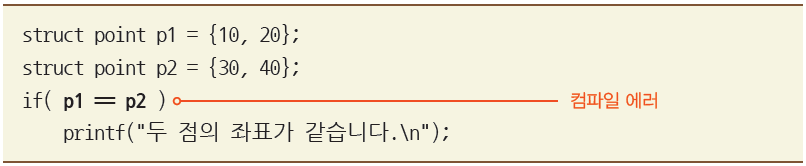 struct point p1 = {10, 20};
struct point p2 = {30, 40};
if( p1 == p2 ) 컴파일 에러
printf("두 점의 좌표가 같습니다.\n");